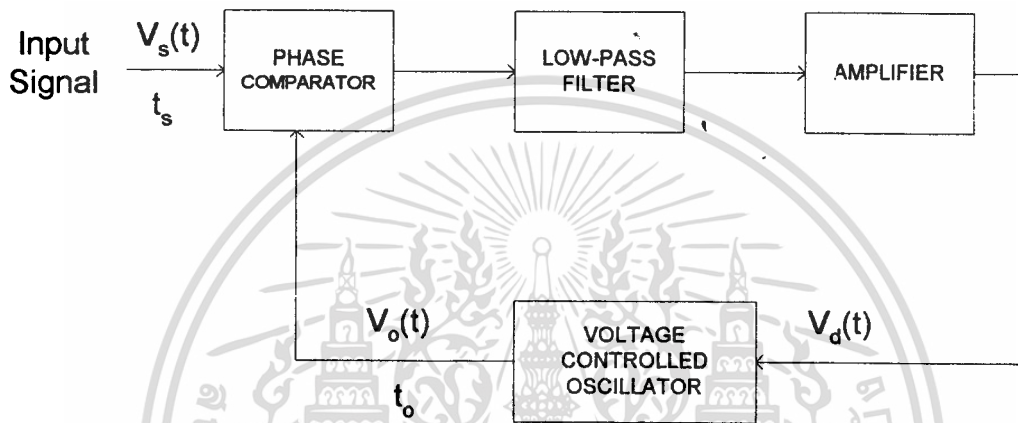 Input
Signal
V_s(t)
t_s
PHASE
COMPARATOR
LOW-PASS
FILTER
AMPLIFIER
V_o(t)
t_o
VOLTAGE
CONTROLLED
OSCILLATOR
V_d(t)